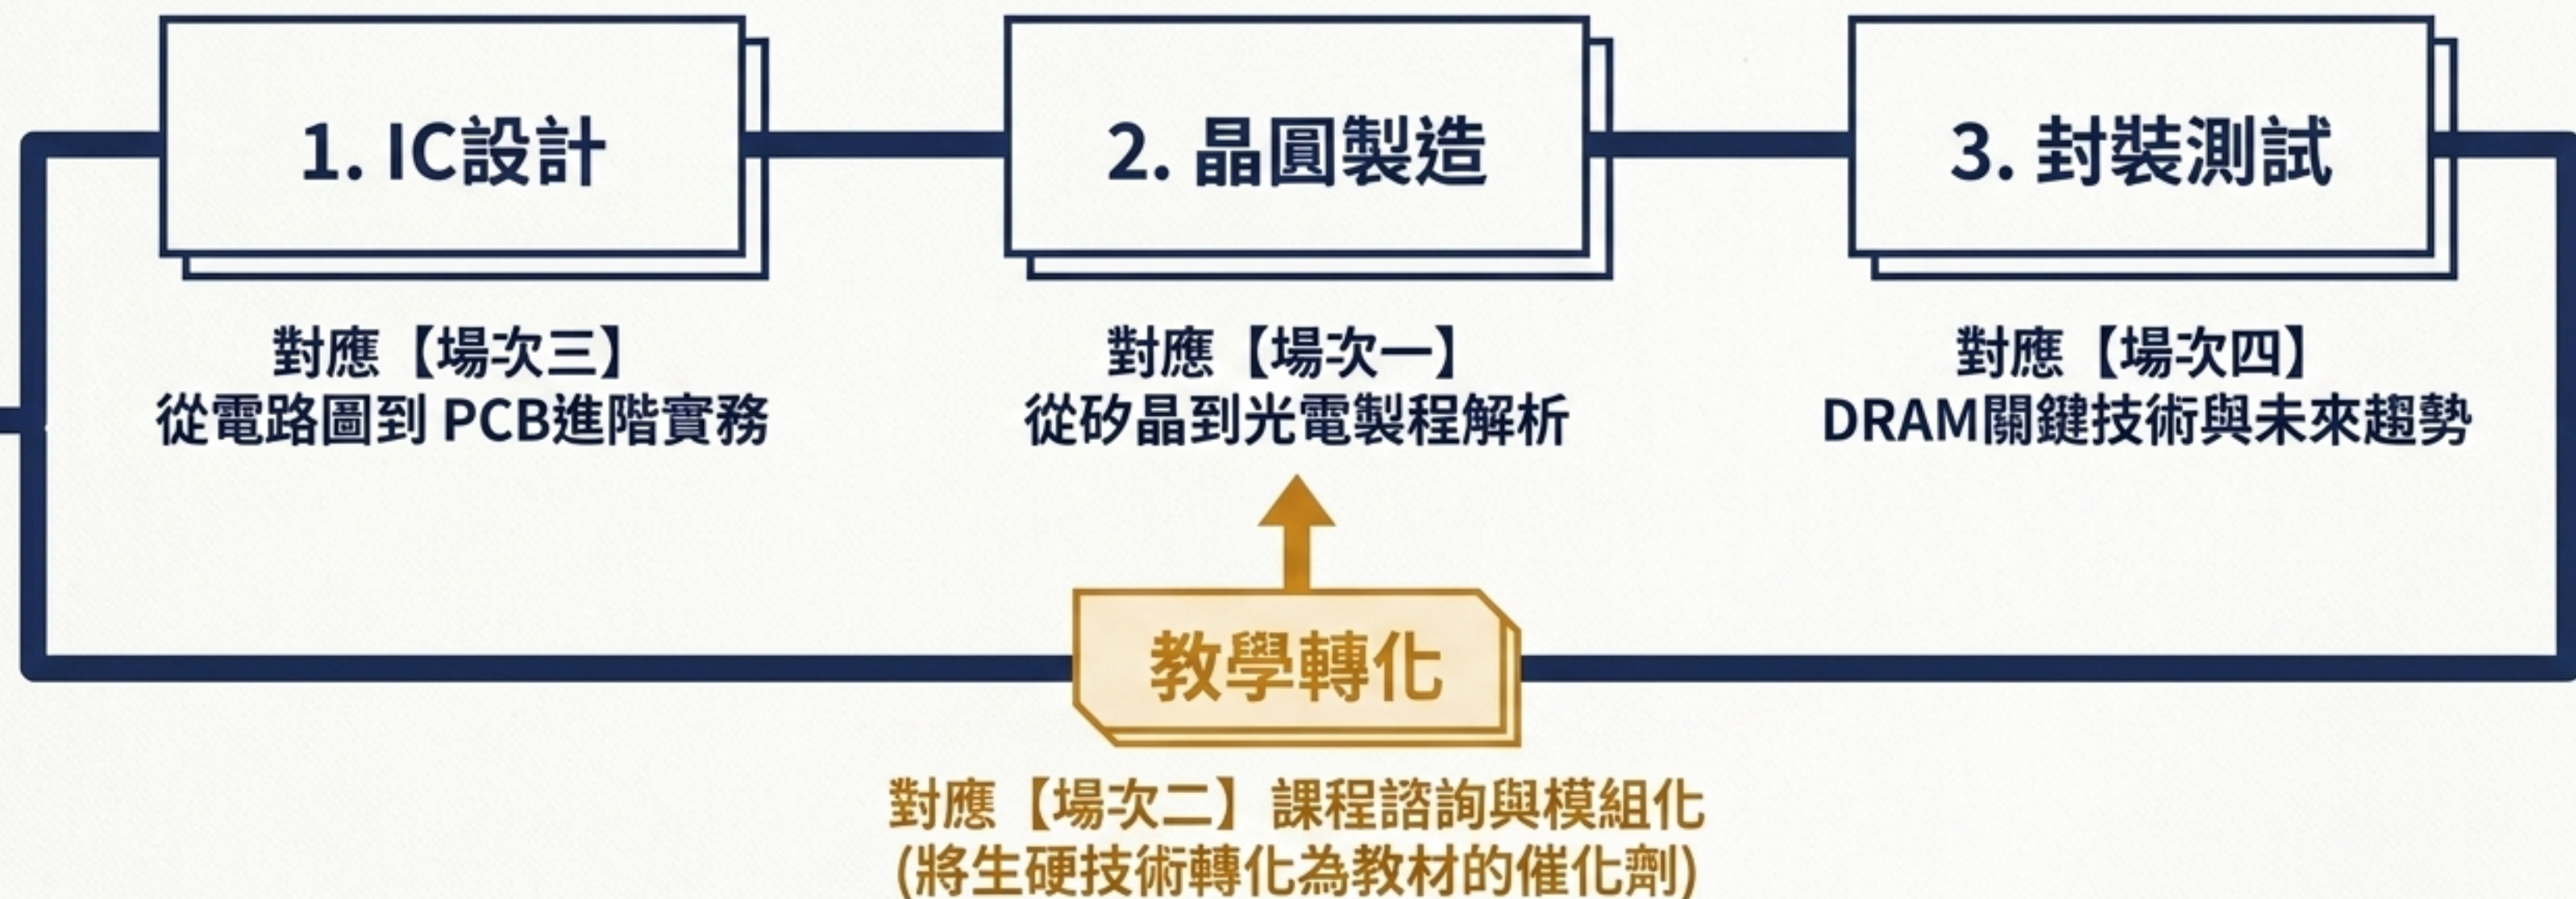 1. IC設計
對應【場次三】
從電路圖到 PCB進階實務
2. 晶圓製造
對應【場次一】
從矽晶到光電製程解析
3. 封裝測試
對應【場次四】
DRAM關鍵技術與未來趨勢
教學轉化
對應【場次二】課程諮詢與模組化
(將生硬技術轉化為教材的催化劑)